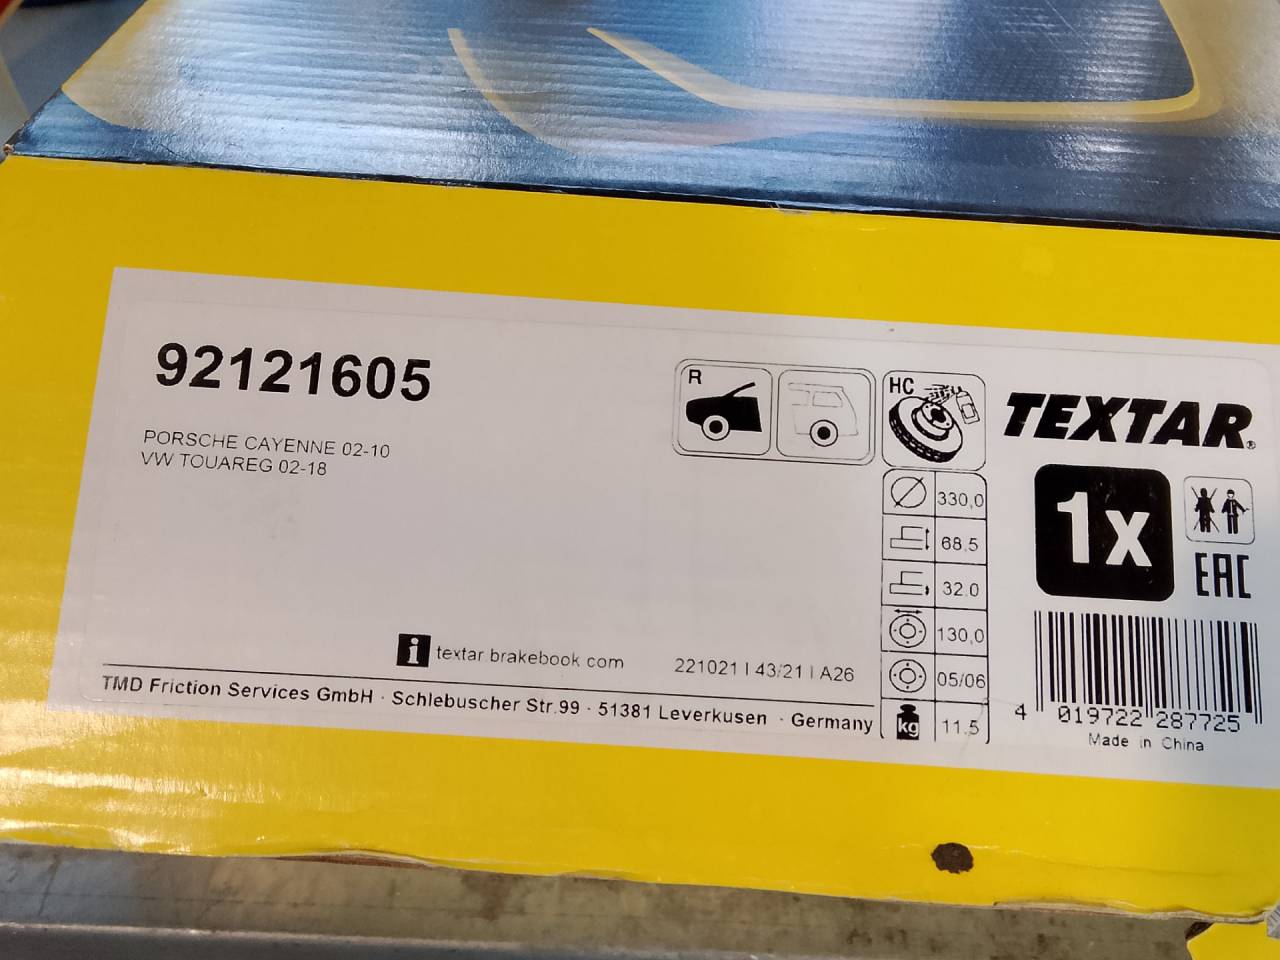 92121605
PORSCHE CAYENNE 02-10
VW TOUAREG 02-18
R
HC
TEXTAR®
330,0
68.5
32.0
130,0
05/06
kg 11.5
1x
EAC
i textar brakebook com
221021 I 43/21 I A26
TMD Friction Services GmbH · Schlebuscher Str.99 · 51381 Leverkusen · Germany
4 019722 287725
Made in China